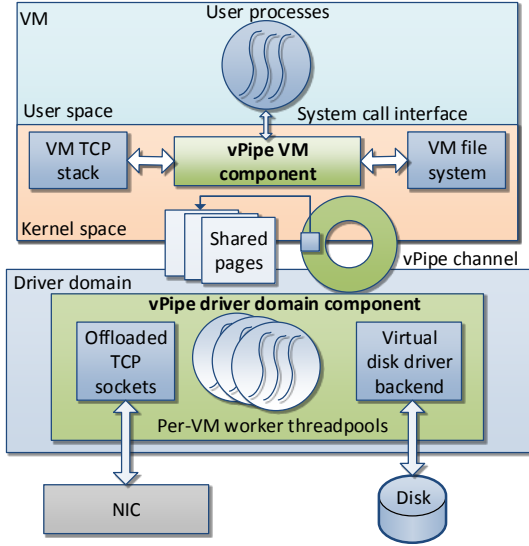 VM
User processes
User space
System call interface
VM TCP
stack
vPipe VM
component
VM file
system
Kernel space
Shared
pages
vPipe channel
Driver domain
vPipe driver domain component
Offloaded
TCP
sockets
Virtual
disk driver
backend
Per-VM worker threadpools
NIC
Disk